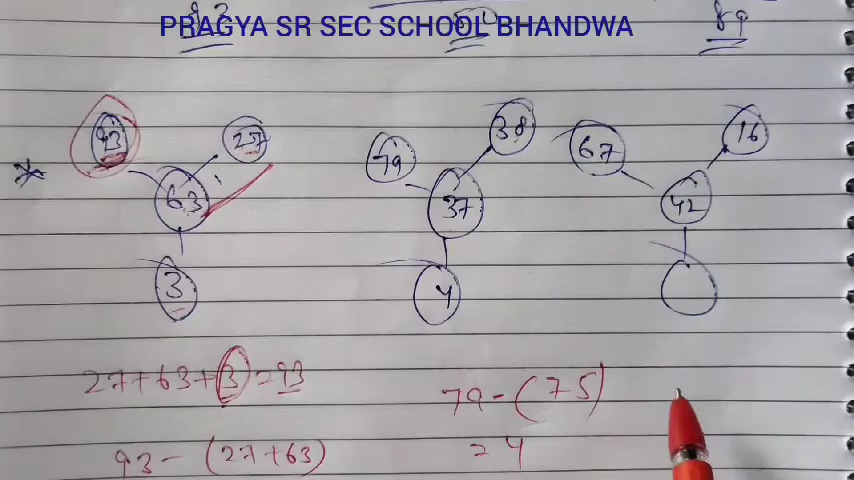 PRAGYA SR SEC SCHOOL BHANDWA
89
93 27 79 38 67 16
63 37 42
3 4
27+63+3=93
79-(75)
93-(27+63)
=4